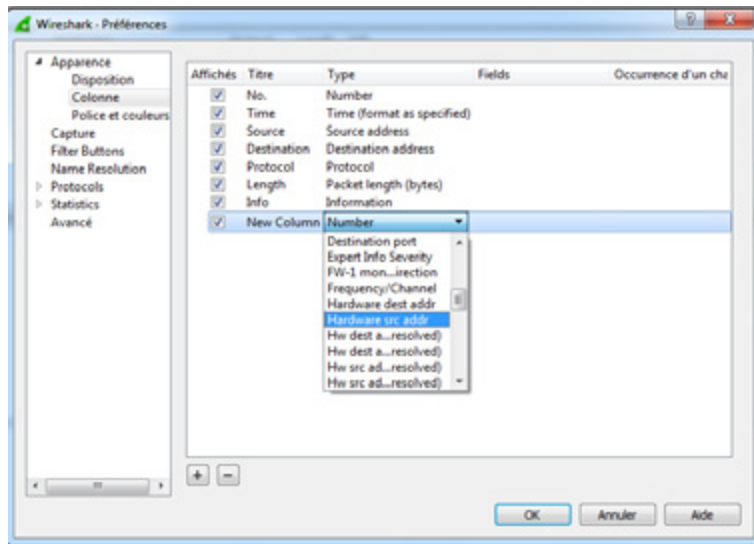 Wireshark · Préférences
Apparence
Disposition
Colonne
Police et couleurs
Capture
Filter Buttons
Name Resolution
Protocols
Statistics
Avancé
Affichés Titre Type Fields Occurrence d'un cha
No. Number
Time Time (format as specified)
Source Source address
Destination Destination address
Protocol Protocol
Length Packet length (bytes)
Info Information
New Column Number
Destination port
Expert Info Severity
FW-1 mon...irection
Frequency/Channel
Hardware dest addr
Hardware src addr
Hw dest a...resolved)
Hw dest a...resolved)
Hw src ad...resolved)
Hw src ad...resolved)
OK Annuler Aide